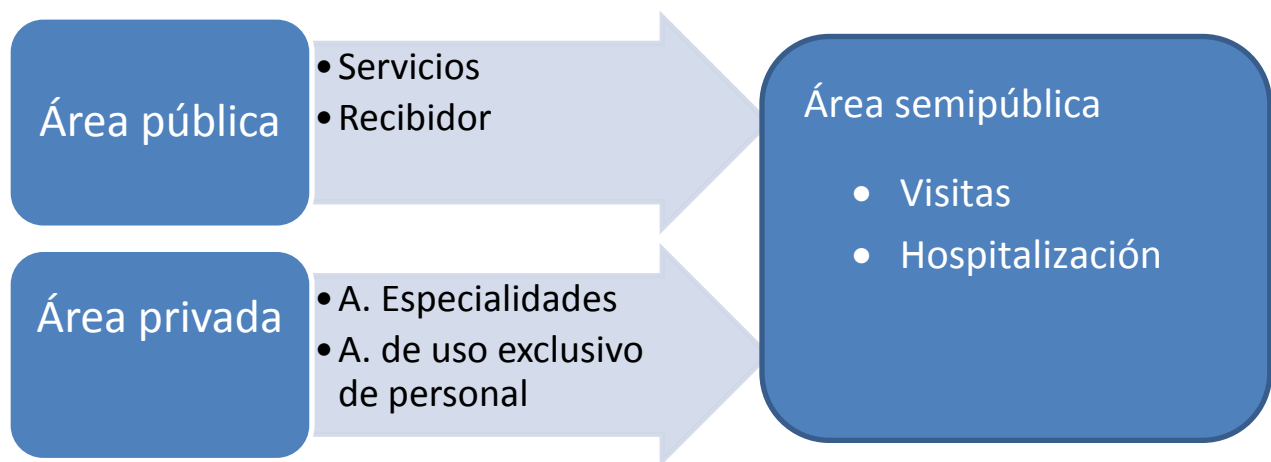 Área pública
• Servicios
• Recibidor
Área privada
• A. Especialidades
• A. de uso exclusivo
de personal
Área semipública
• Visitas
• Hospitalización